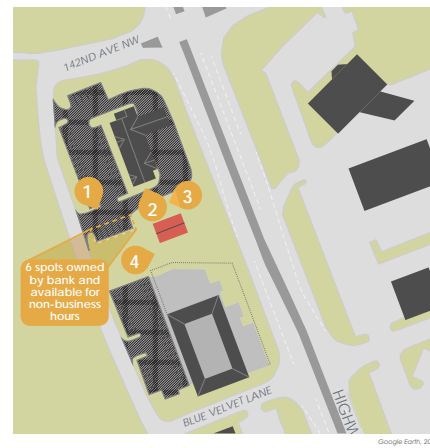 142ND AVE NW
1
2
3
4
6 spots owned
by bank and
available for
non-business
hours
BLUE VELVET LANE
HIGHW
Google Earth, 20